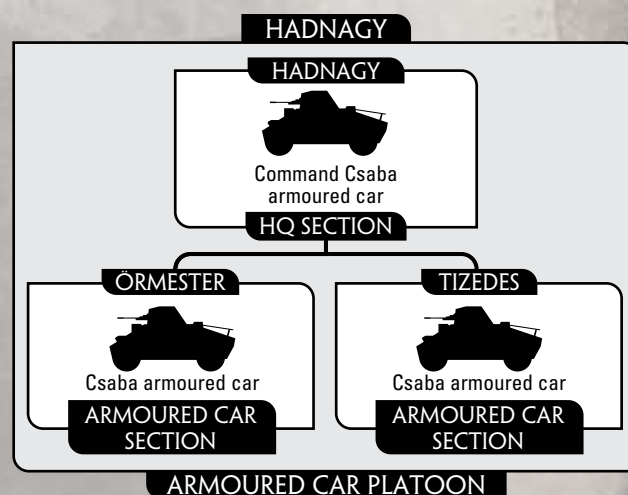 HADNAGY
HADNAGY
Command Csaba
armoured car
HQ SECTION
ÖRMESTER
Csaba armoured car
ARMOURED CAR
SECTION
TIZEDES
Csaba armoured car
ARMOURED CAR
SECTION
ARMOURED CAR PLATOON